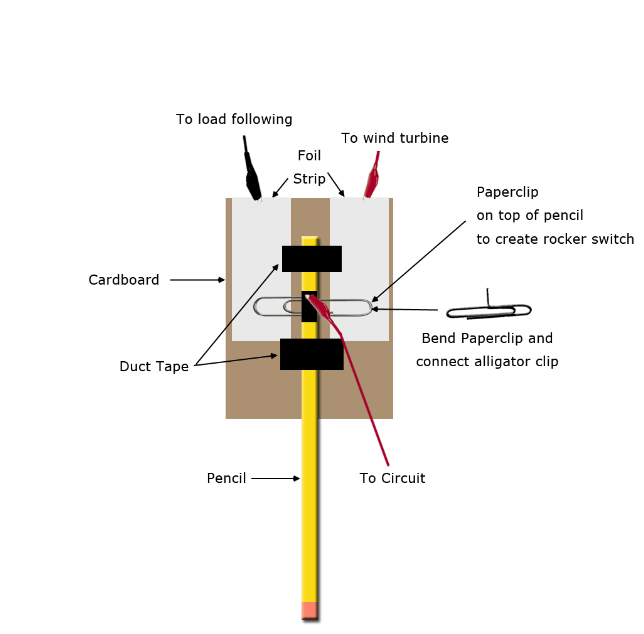 To load following
To wind turbine
Foil
Strip
Paperclip
on top of pencil
to create rocker switch
Cardboard
Bend Paperclip and
connect alligator clip
Duct Tape
Pencil
To Circuit